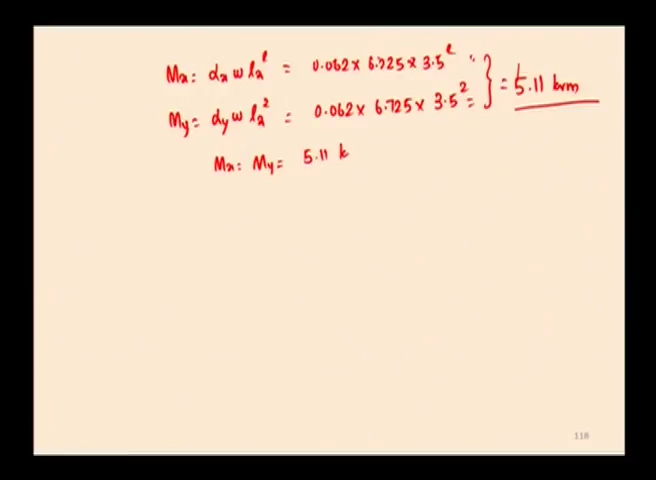 Mx = αx w lx² = 0.062 x 6.725 x 3.5²
My = αy w lx² = 0.062 x 6.725 x 3.5² = } = 5.11 kNm
Mx = My = 5.11 k
118